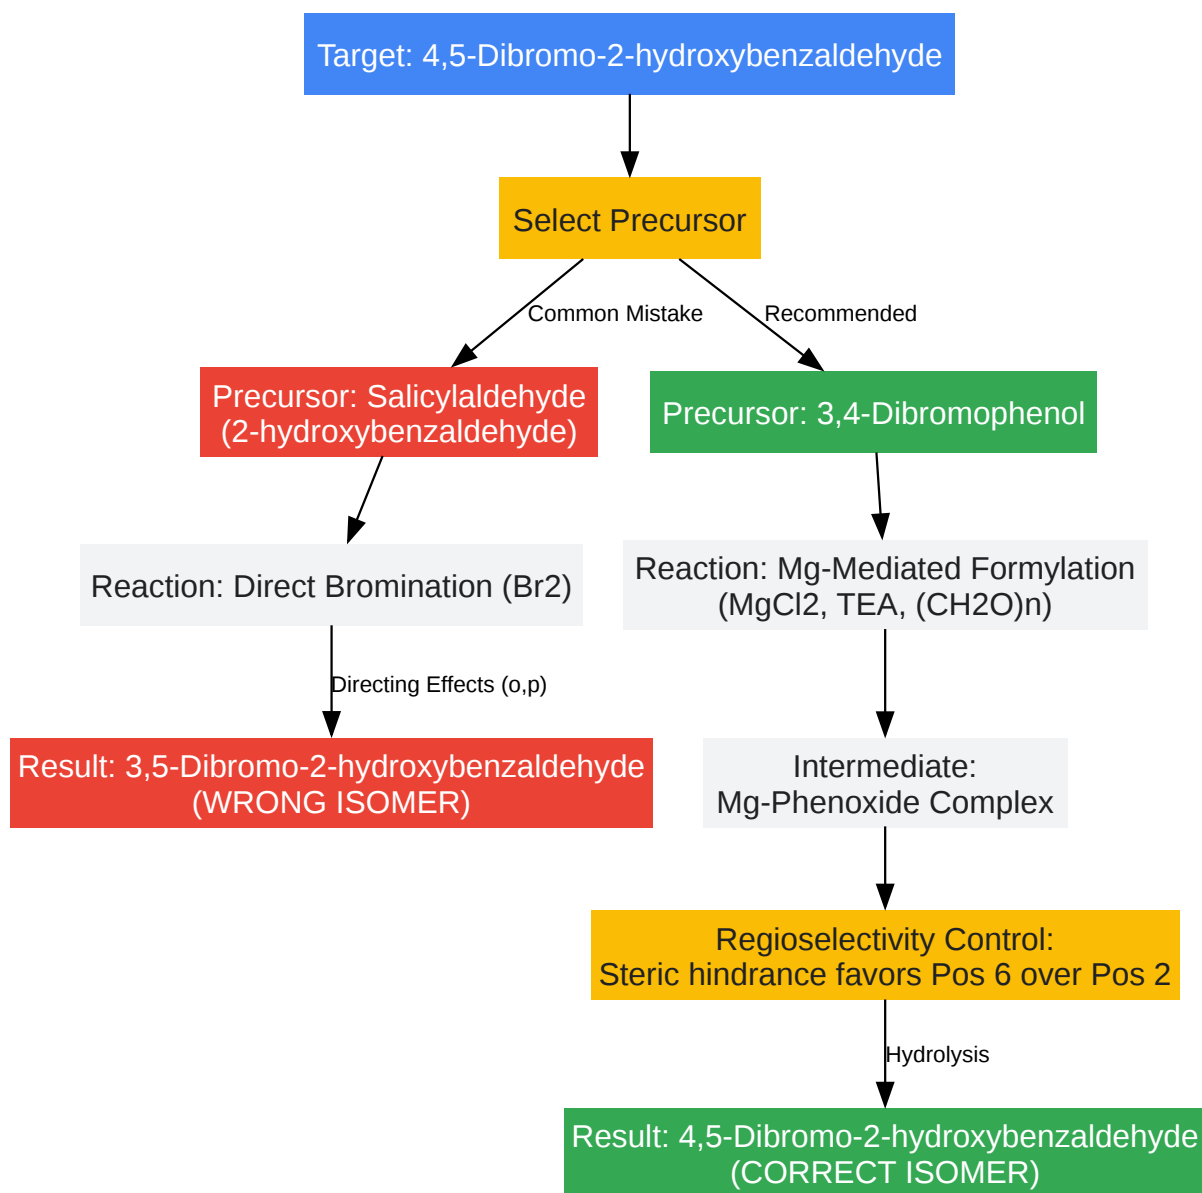 Target: 4,5-Dibromo-2-hydroxybenzaldehyde
Select Precursor
Common Mistake
Recommended
Precursor: Salicylaldehyde
(2-hydroxybenzaldehyde)
Precursor: 3,4-Dibromophenol
Reaction: Direct Bromination (Br2)
Reaction: Mg-Mediated Formylation
(MgCl2, TEA, (CH2O)n)
Directing Effects (o,p)
Result: 3,5-Dibromo-2-hydroxybenzaldehyde
(WRONG ISOMER)
Intermediate:
Mg-Phenoxide Complex
Regioselectivity Control:
Steric hindrance favors Pos 6 over Pos 2
Hydrolysis
Result: 4,5-Dibromo-2-hydroxybenzaldehyde
(CORRECT ISOMER)